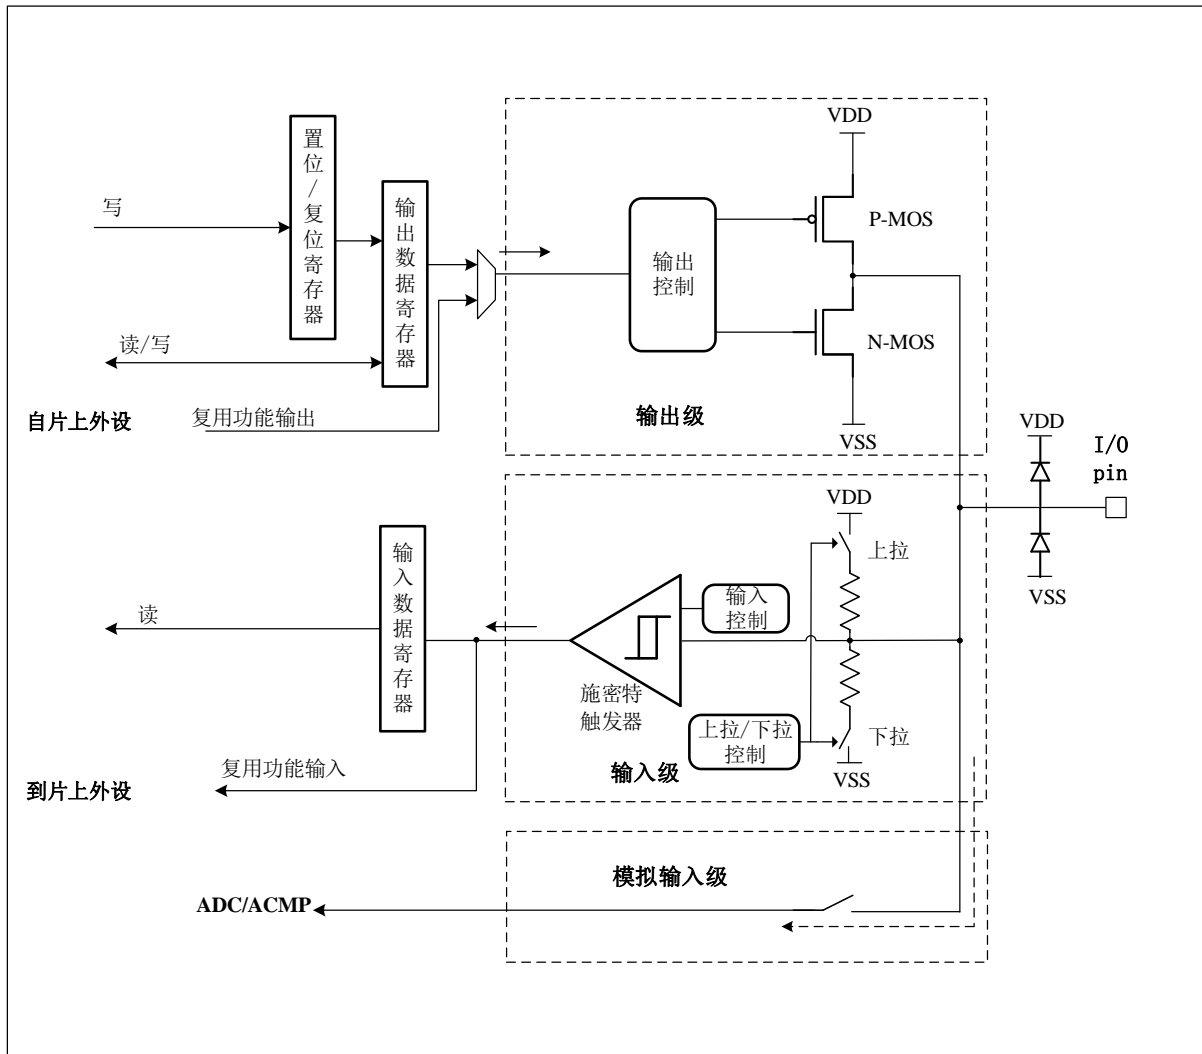 VDD
置位/复位寄存器
写
输出数据寄存器
P-MOS
输出
控制
读/写
N-MOS
自片上外设
复用功能输出
输出级
VSS
VDD
I/O
pin
VDD
上拉
输入数据寄存器
输入
控制
VSS
读
施密特
触发器
上拉/下拉
控制
下拉
输入级
VSS
复用功能输入
到片上外设
模拟输入级
ADC/ACMP